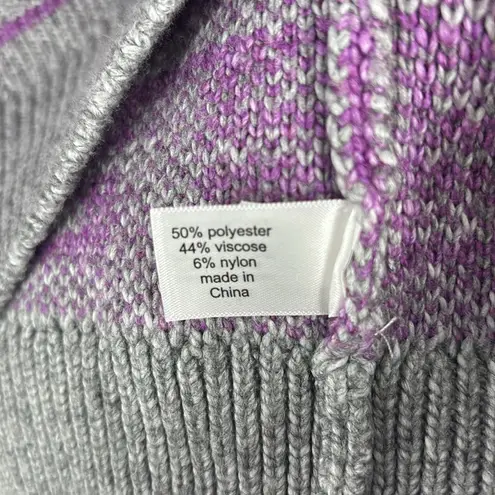 50% polyester
44% viscose
6% nylon
made in
China